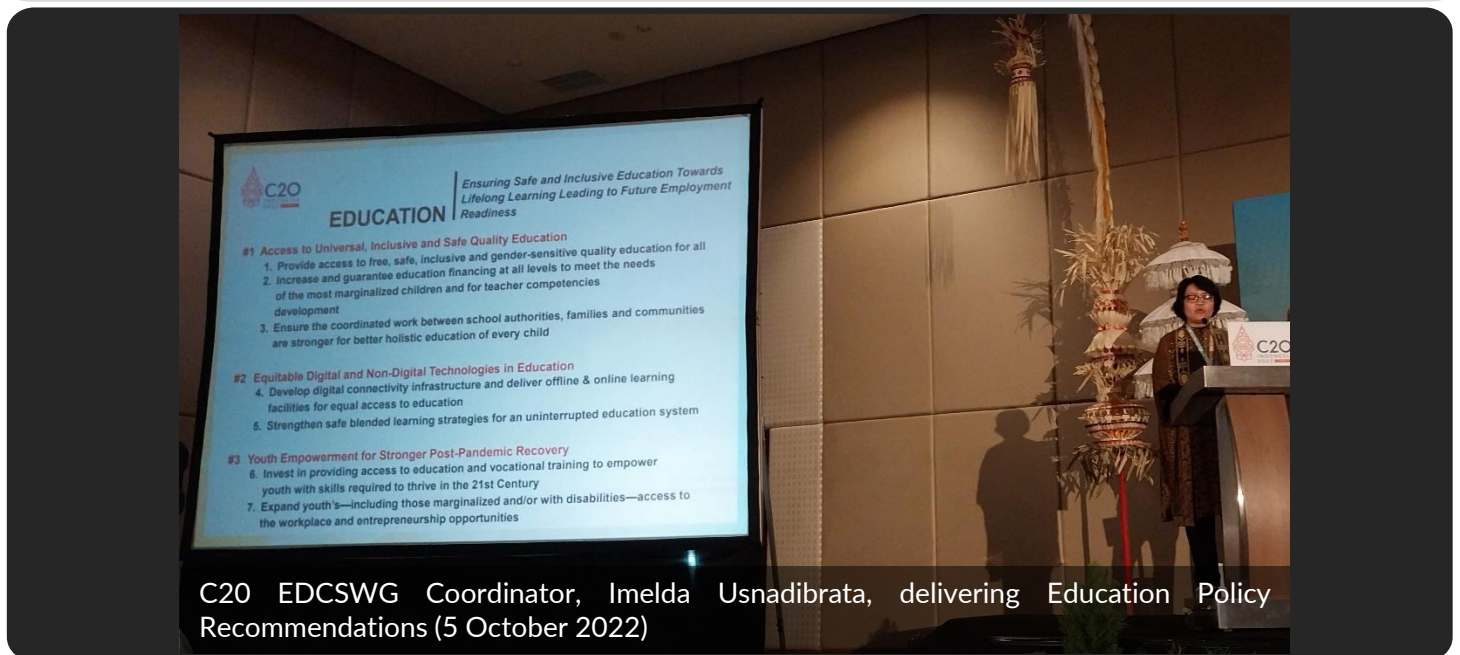 C20
INDONESIA
2022
EDUCATION
Ensuring Safe and Inclusive Education Towards
Lifelong Learning Leading to Future Employment
Readiness
#1 Access to Universal, Inclusive and Safe Quality Education
1. Provide access to free, safe, inclusive and gender-sensitive quality education for all
2. Increase and guarantee education financing at all levels to meet the needs
of the most marginalized children and for teacher competencies
development
3. Ensure the coordinated work between school authorities, families and communities
are stronger for better holistic education of every child
#2 Equitable Digital and Non-Digital Technologies in Education
4. Develop digital connectivity infrastructure and deliver offline & online learning
facilities for equal access to education
5. Strengthen safe blended learning strategies for an uninterrupted education system
#3 Youth Empowerment for Stronger Post-Pandemic Recovery
6. Invest in providing access to education and vocational training to empower
youth with skills required to thrive in the 21st Century
7. Expand youth's—including those marginalized and/or with disabilities—access to
the workplace and entrepreneurship opportunities
C20
INDONESIA
2022
C20 EDCSWG Coordinator, Imelda Usnadibrata, delivering Education Policy
Recommendations (5 October 2022)